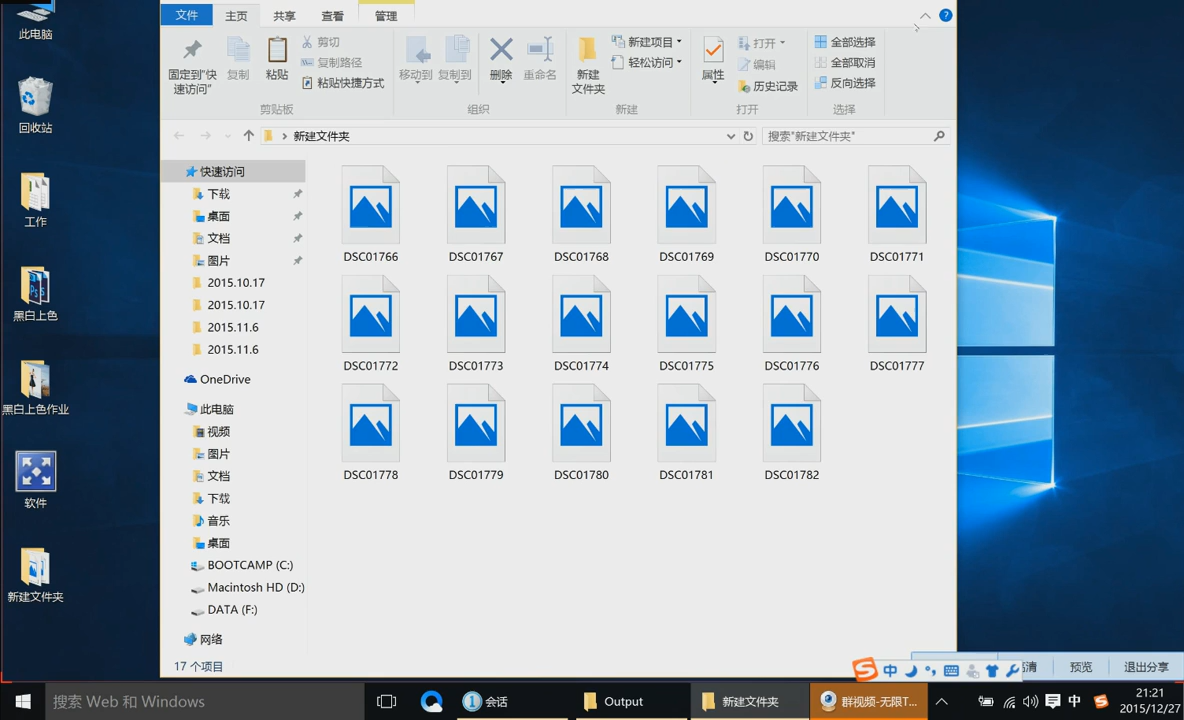 此电脑
回收站
工作
黑白上色
黑白上色作业
软件
新建文件夹
文件 主页 共享 查看 管理
固定到"快
速访问"
复制
粘贴
剪切
复制路径
粘贴快捷方式
剪贴板
移动到
复制到
删除
重命名
组织
新建
文件夹
新建项目
轻松访问
新建
属性
打开
编辑
历史记录
打开
全部选择
全部取消
反向选择
选择
新建文件夹
搜索"新建文件夹"
快速访问
下载
桌面
文档
图片
2015.10.17
2015.10.17
2015.11.6
2015.11.6
OneDrive
此电脑
视频
图片
文档
下载
音乐
桌面
BOOTCAMP (C:)
Macintosh HD (D:)
DATA (F:)
网络
DSC01766 DSC01767 DSC01768 DSC01769 DSC01770 DSC01771
DSC01772 DSC01773 DSC01774 DSC01775 DSC01776 DSC01777
DSC01778 DSC01779 DSC01780 DSC01781 DSC01782
17 个项目
中
清 预览 退出分享
搜索 Web 和 Windows
会话
Output
新建文件夹
群视频-无限T...
中
21:21
2015/12/27